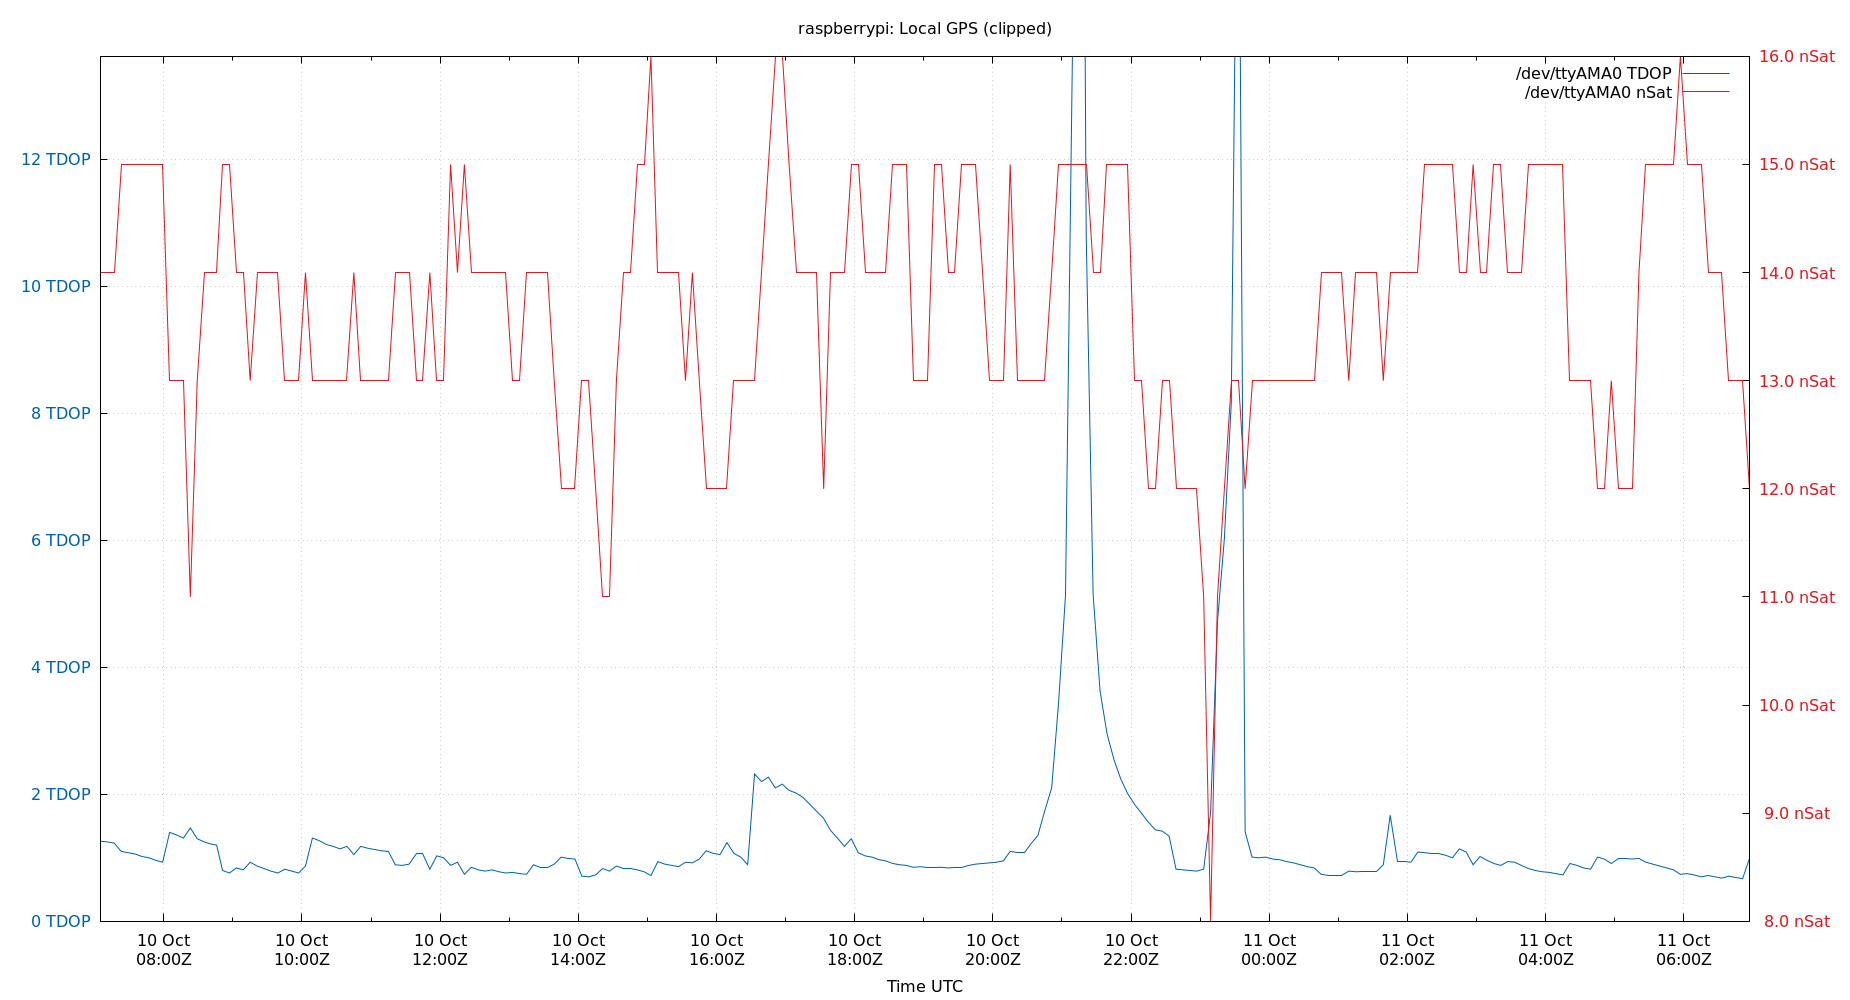 raspberrypi: Local GPS (clipped)
/dev/ttyAMA0 TDOP
/dev/ttyAMA0 nSat
12 TDOP
10 TDOP
8 TDOP
6 TDOP
4 TDOP
2 TDOP
0 TDOP
16.0 nSat
15.0 nSat
14.0 nSat
13.0 nSat
12.0 nSat
11.0 nSat
10.0 nSat
9.0 nSat
8.0 nSat
10 Oct 10 Oct 10 Oct 10 Oct 10 Oct 10 Oct 10 Oct 10 Oct 11 Oct 11 Oct 11 Oct 11 Oct
08:00Z 10:00Z 12:00Z 14:00Z 16:00Z 18:00Z 20:00Z 22:00Z 00:00Z 02:00Z 04:00Z 06:00Z
Time UTC